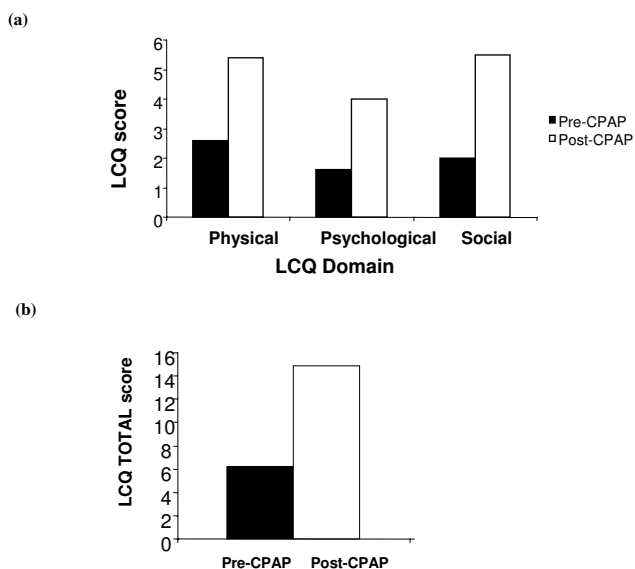 (a)
LCQ score
6
5
4
3
2
1
0
Physical
Psychological
Social
LCQ Domain
Pre-CPAP
Post-CPAP
(b)
LCQ TOTAL score
16
14
12
10
8
6
4
2
0
Pre-CPAP
Post-CPAP